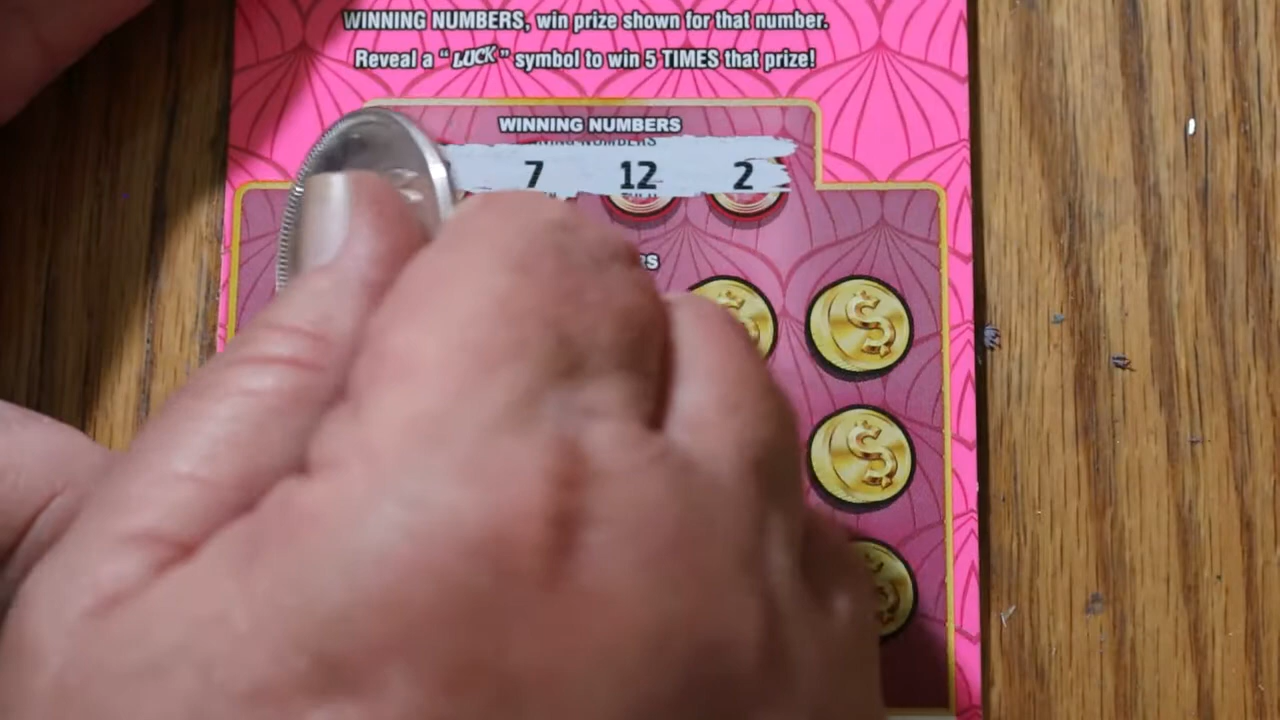 WINNING NUMBERS, win prize shown for that number.
Reveal a "LUCK" symbol to win 5 TIMES that prize!
WINNING NUMBERS
7 12 2
RS